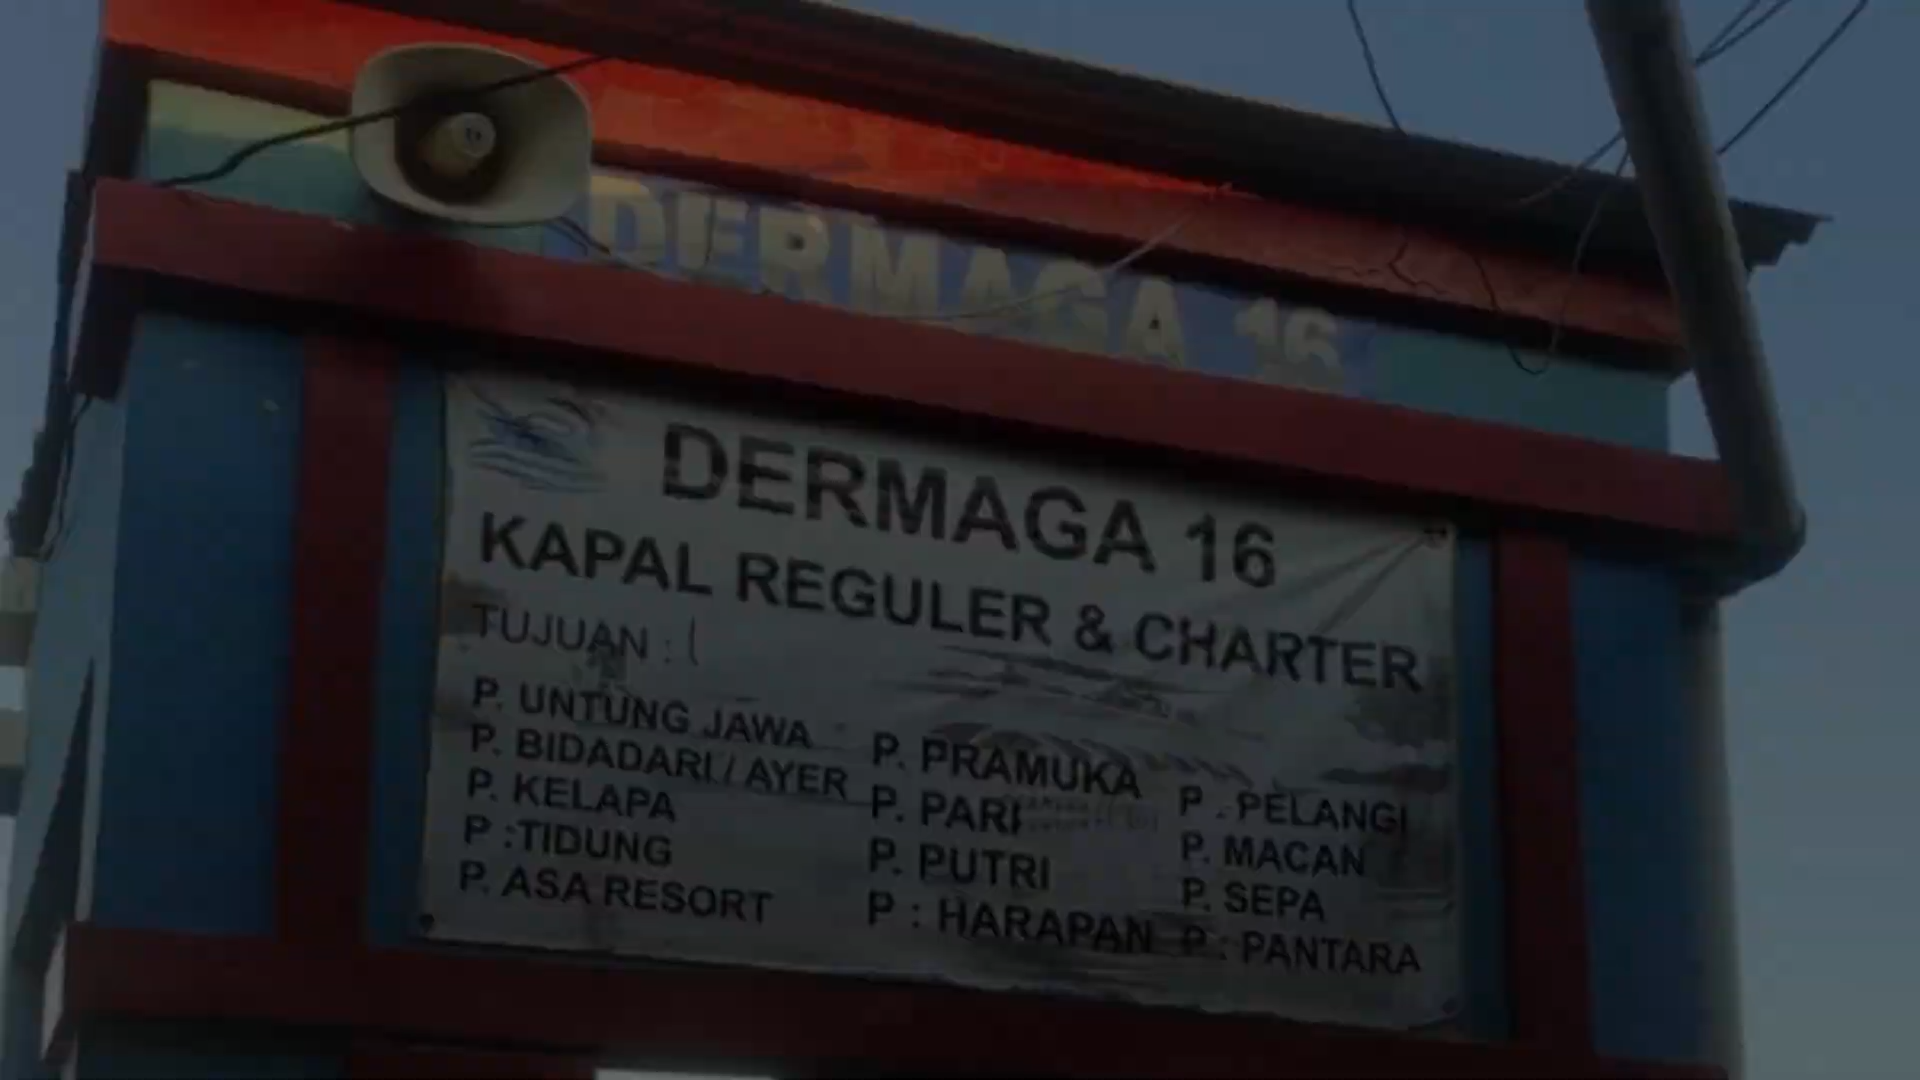 DERMAGA 16
DERMAGA 16
KAPAL REGULER & CHARTER
TUJUAN :
P. UNTUNG JAWA
P. BIDADARI / AYER
P. KELAPA
P :TIDUNG
P. ASA RESORT
P. PRAMUKA
P. PARI
P. PUTRI
P : HARAPAN
P . PELANGI
P. MACAN
P. SEPA
P : PANTARA